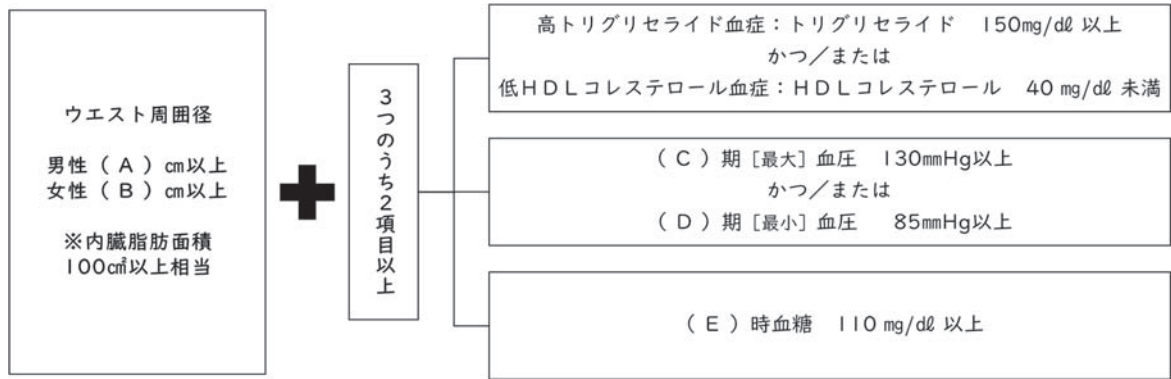 ウエスト周囲径
男性（A）㎝以上
女性（B）㎝以上
※内臓脂肪面積
100㎠以上相当
3つのうち2項目以上
高トリグリセライド血症：トリグリセライド　150mg/dℓ 以上
かつ／または
低HDLコレステロール血症：HDLコレステロール　40 mg/dℓ 未満
（C）期［最大］血圧　130mmHg以上
かつ／または
（D）期［最小］血圧　85mmHg以上
（E）時血糖　110 mg/dℓ 以上